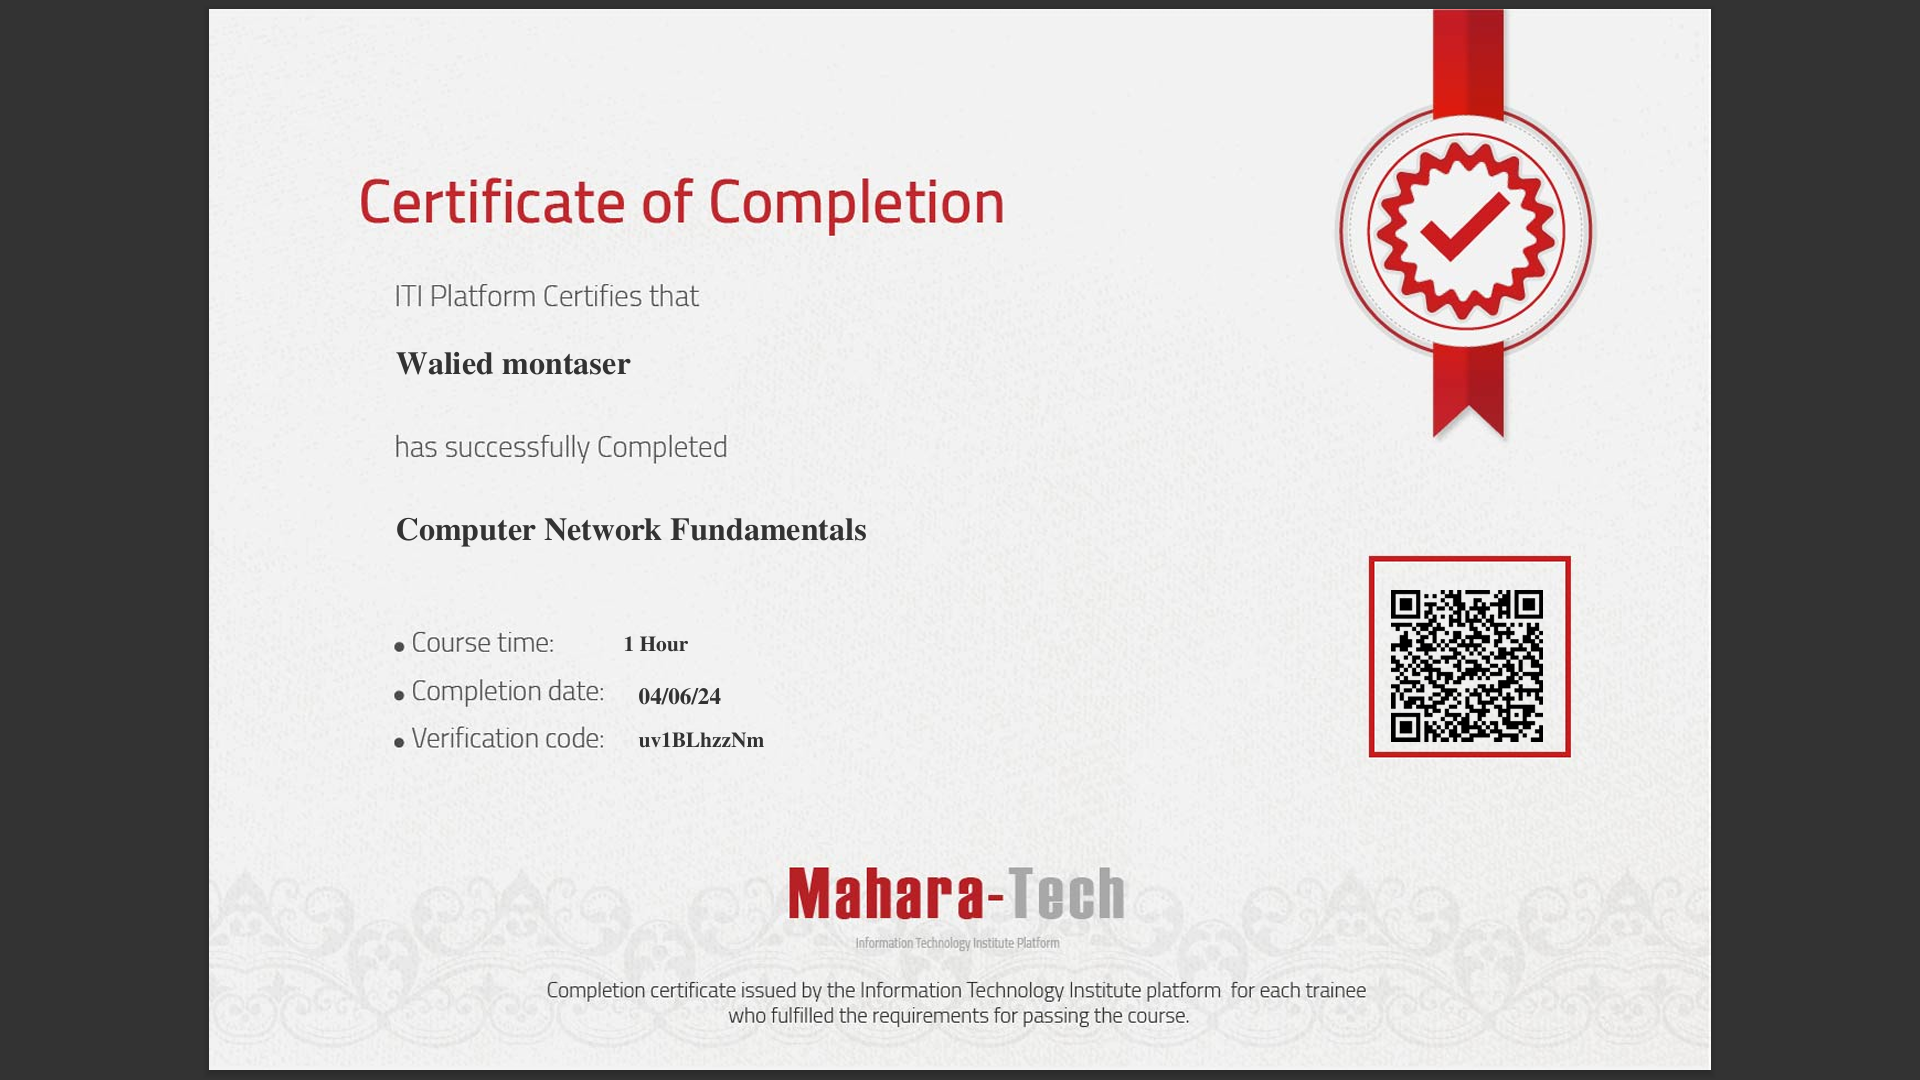 Certificate of Completion
ITI Platform Certifies that
Walied montaser
has successfully Completed
Computer Network Fundamentals
Course time: 1 Hour
Completion date: 04/06/24
Verification code: uv1BLhzzNm
Mahara-Tech
Information Technology Institute Platform
Completion certificate issued by the Information Technology Institute platform for each trainee
who fulfilled the requirements for passing the course.